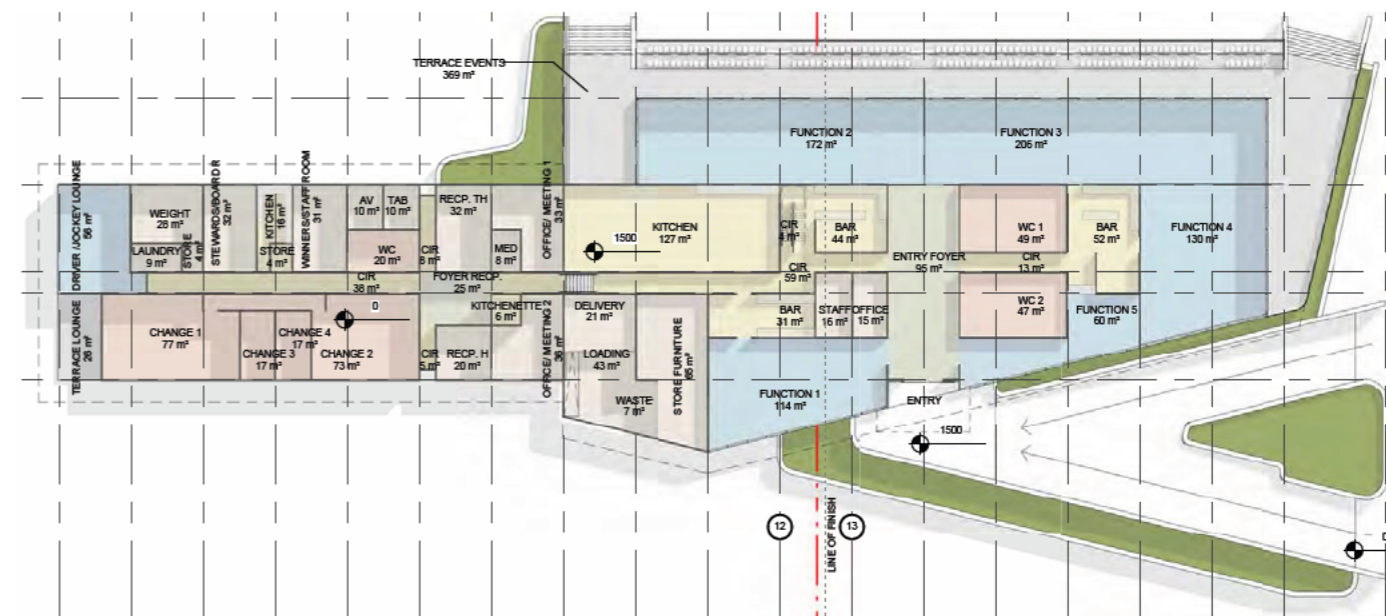 TERRACE EVENTS
369 m²
FUNCTION 2
172 m²
FUNCTION 3
206 m²
DRIVER /JOCKEY LOUNGE
56 m²
WEIGHT
28 m²
LAUNDRY
9 m²
STORE
4 m²
STEWARDS/BOARD R
32 m²
KITCHEN
16 m²
STORE
4 m²
WINNERS/STAFF ROOM
31 m²
AV
10 m²
TAB
10 m²
WC
20 m²
CIR
8 m²
RECP. TH
32 m²
MED
8 m²
OFFICE/ MEETING 1
33 m²
KITCHEN
127 m²
1500
CIR
4 m²
BAR
44 m²
CIR
59 m²
ENTRY FOYER
95 m²
WC 1
49 m²
CIR
13 m²
BAR
52 m²
FUNCTION 4
130 m²
CIR
38 m²
FOYER RECP.
25 m²
TERRACE LOUNGE
26 m²
CHANGE 1
77 m²
CHANGE 3
17 m²
CHANGE 4
17 m²
CHANGE 2
73 m²
0
CIR
5 m²
RECP. H
20 m²
KITCHENETTE
6 m²
OFFICE/ MEETING 2
36 m²
DELIVERY
21 m²
LOADING
43 m²
WASTE
7 m²
STORE FURNITURE
65 m²
BAR
31 m²
STAFF
16 m²
OFFICE
15 m²
WC 2
47 m²
FUNCTION 5
60 m²
FUNCTION 1
114 m²
ENTRY
1500
12
13
LINE OF FINISH